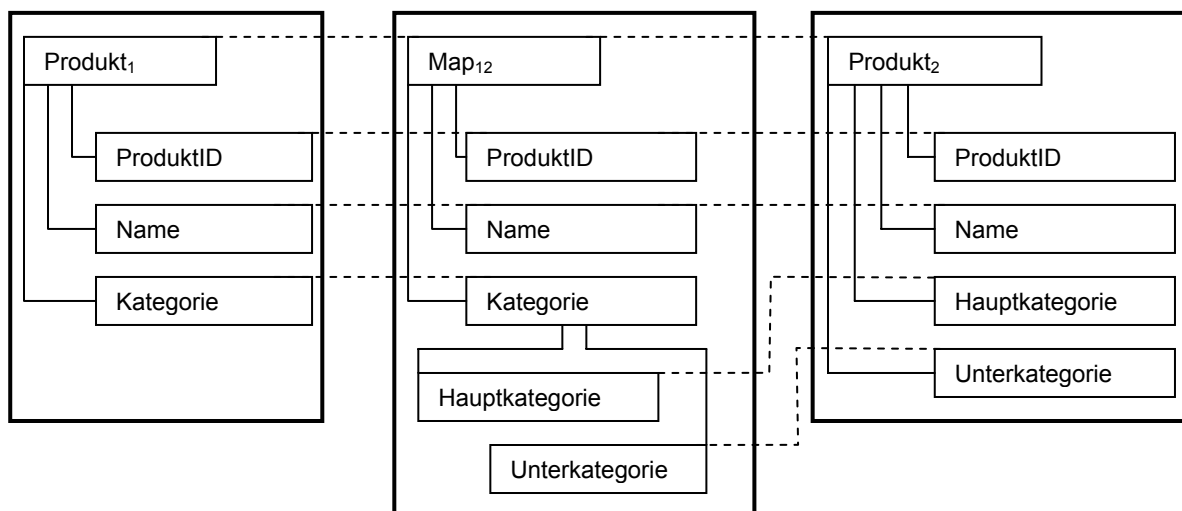 Produkt₁
ProduktID
Name
Kategorie
Map₁₂
ProduktID
Name
Kategorie
Hauptkategorie
Unterkategorie
Produkt₂
ProduktID
Name
Hauptkategorie
Unterkategorie